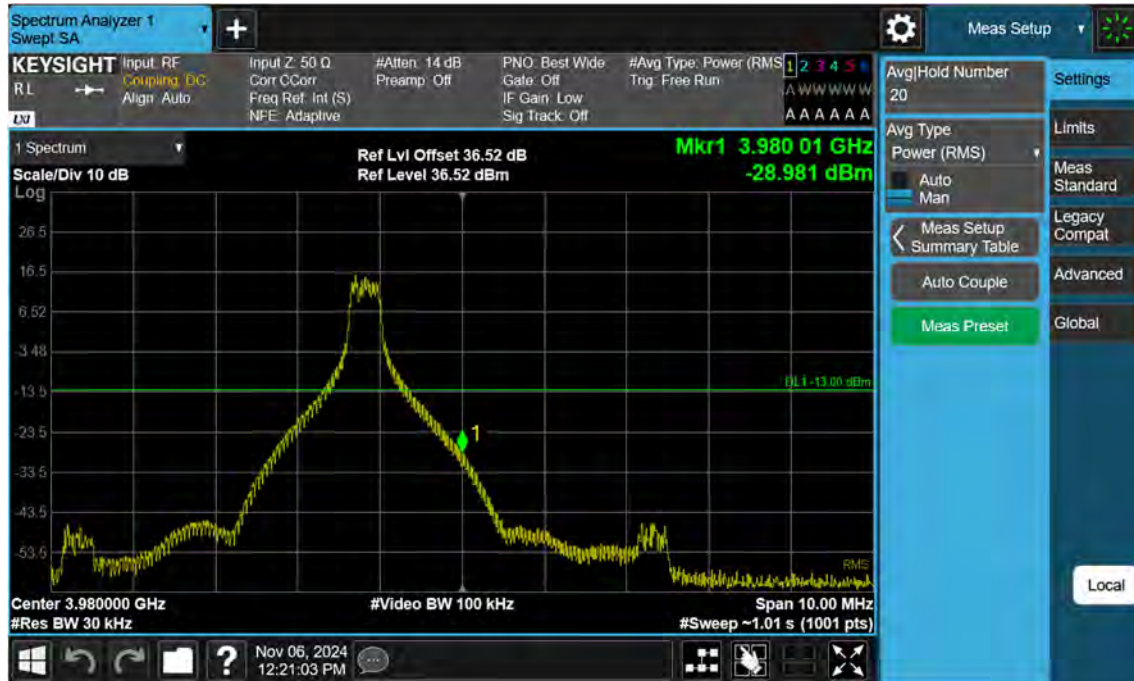 Spectrum Analyzer 1
Swept SA
Meas Setup
KEYSIGHT
RL
LXI
Input: RF
Coupling: DC
Align: Auto
Input Z: 50 Ω
Corr CCorr
Freq Ref: Int (S)
NFE: Adaptive
#Atten: 14 dB
Preamp: Off
PNO: Best Wide
Gate: Off
IF Gain: Low
Sig Track: Off
#Avg Type: Power (RMS
Trig: Free Run
1 2 3 4 5 6
A W W W W W
A A A A A A
1 Spectrum
Scale/Div 10 dB
Log
Ref Lvl Offset 36.52 dB
Ref Level 36.52 dBm
Mkr1 3.980 01 GHz
-28.981 dBm
26.5
16.5
6.52
-3.48
-13.5
-23.5
-33.5
-43.5
-53.5
DL1 -13.00 dBm
1
RMS
Center 3.980000 GHz
#Res BW 30 kHz
#Video BW 100 kHz
Span 10.00 MHz
#Sweep ~1.01 s (1001 pts)
Nov 06, 2024
12:21:03 PM
?
Avg|Hold Number
20
Avg Type
Power (RMS)
Auto
Man
Meas Setup
Summary Table
Auto Couple
Meas Preset
Settings
Limits
Meas
Standard
Legacy
Compat
Advanced
Global
Local